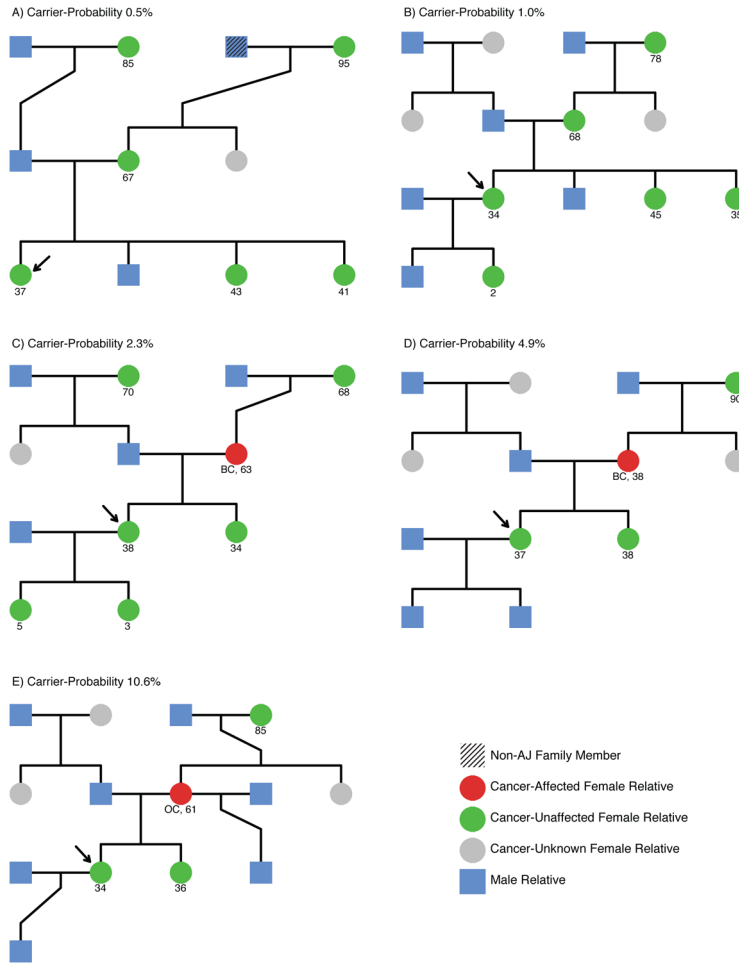 A) Carrier-Probability 0.5%
85
95
67
37
43
41
B) Carrier-Probability 1.0%
78
68
34
45
35
2
C) Carrier-Probability 2.3%
70
68
BC, 63
38
34
5
3
D) Carrier-Probability 4.9%
90
BC, 38
37
38
E) Carrier-Probability 10.6%
85
OC, 61
34
36
Non-AJ Family Member
Cancer-Affected Female Relative
Cancer-Unaffected Female Relative
Cancer-Unknown Female Relative
Male Relative